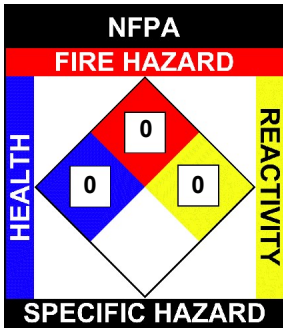 NFPA
FIRE HAZARD
HEALTH
0
0
0
REACTIVITY
SPECIFIC HAZARD